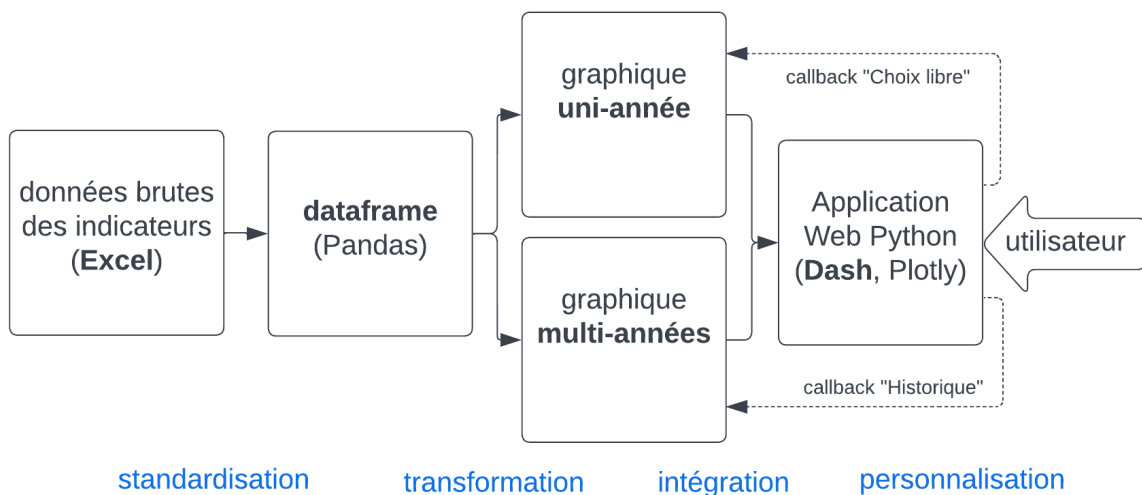 données brutes
des indicateurs
(Excel)
dataframe
(Pandas)
graphique
uni-année
graphique
multi-années
callback "Choix libre"
Application
Web Python
(Dash, Plotly)
utilisateur
callback "Historique"
standardisation
transformation
intégration
personnalisation